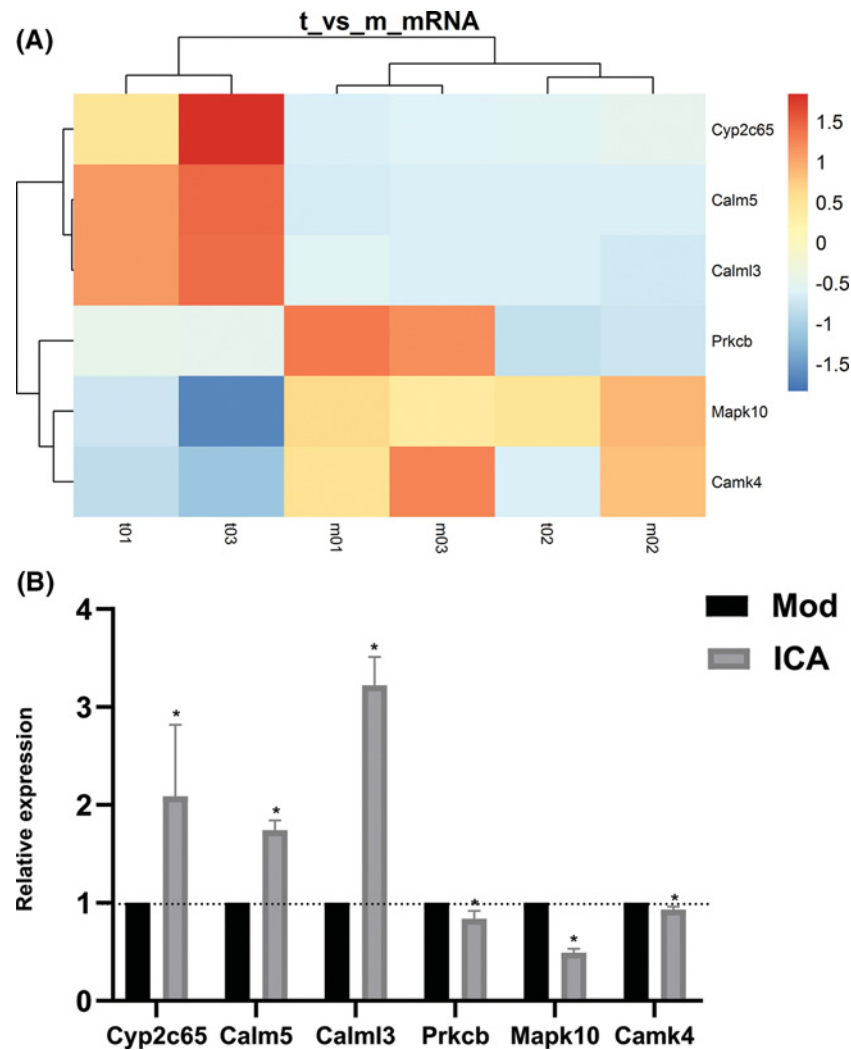 (A)
t_vs_m_mRNA
Cyp2c65
Calm5
Calml3
Prkcb
Mapk10
Camk4
1.5
1
0.5
0
-0.5
-1
-1.5
t01 t03 m01 m03 t02 m02
(B)
Relative expression
4
3
2
1
0
* * * * * *
Cyp2c65 Calm5 Calml3 Prkcb Mapk10 Camk4
Mod
ICA